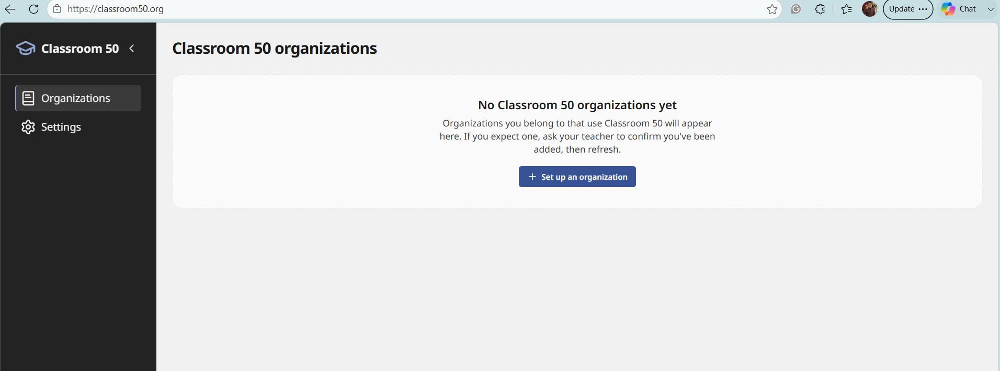 https://classroom50.org
Update
Chat
Classroom 50
Organizations
Settings
Classroom 50 organizations
No Classroom 50 organizations yet
Organizations you belong to that use Classroom 50 will appear
here. If you expect one, ask your teacher to confirm you've been
added, then refresh.
+ Set up an organization